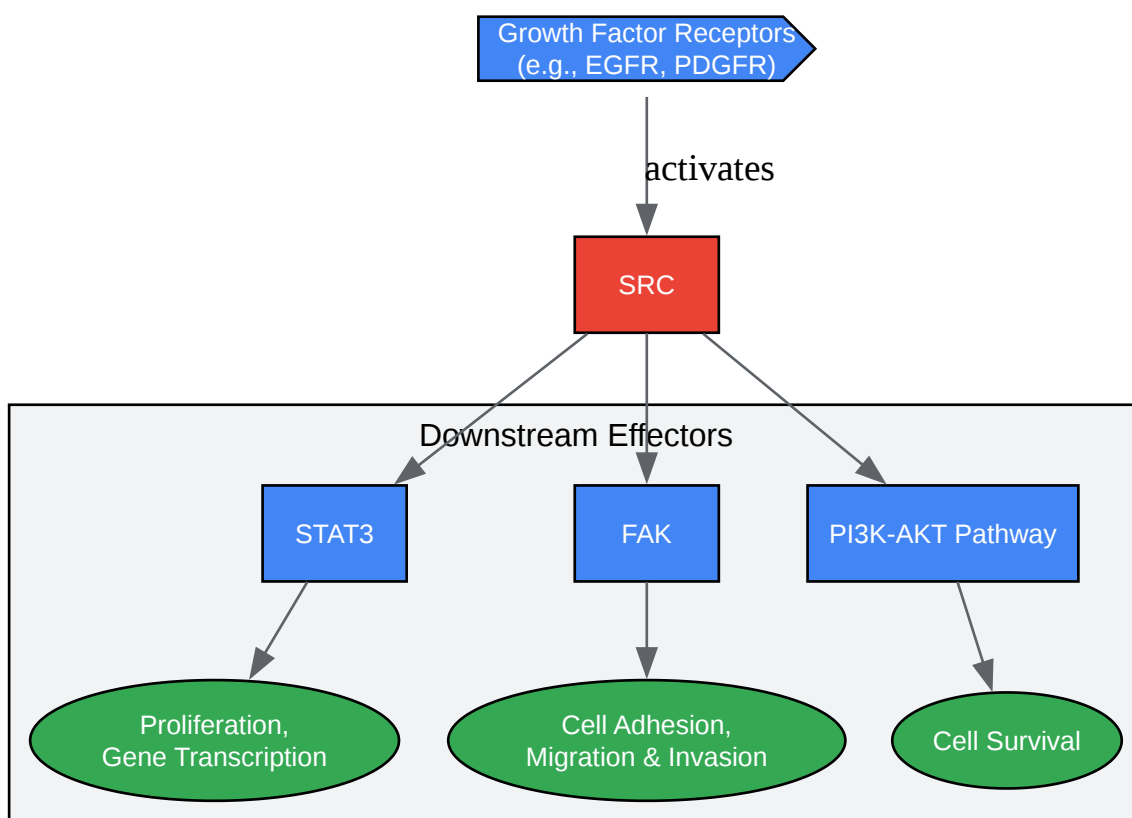 Growth Factor Receptors
(e.g., EGFR, PDGFR)
activates
SRC
Downstream Effectors
STAT3
FAK
PI3K-AKT Pathway
Proliferation,
Gene Transcription
Cell Adhesion,
Migration & Invasion
Cell Survival